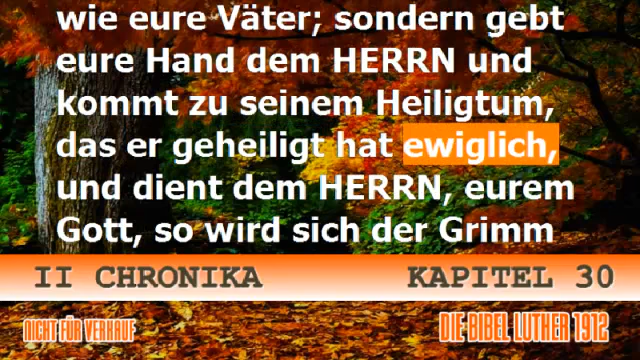 wie eure Väter; sondern gebt
eure Hand dem HERRN und
kommt zu seinem Heiligtum,
das er geheiligt hat ewiglich,
und dient dem HERRN, eurem
Gott, so wird sich der Grimm
II CHRONIKA KAPITEL 30
NICHT FÜR VERKAUF DIE BIBEL LUTHER 1912